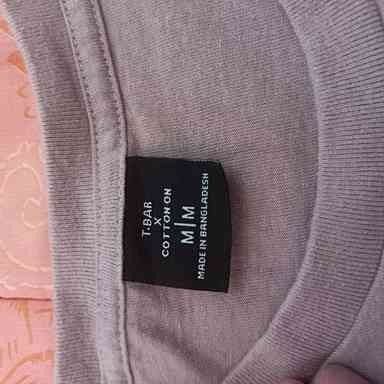 T·BAR
X
COTTON ON
M|M
MADE IN BANGLADESH